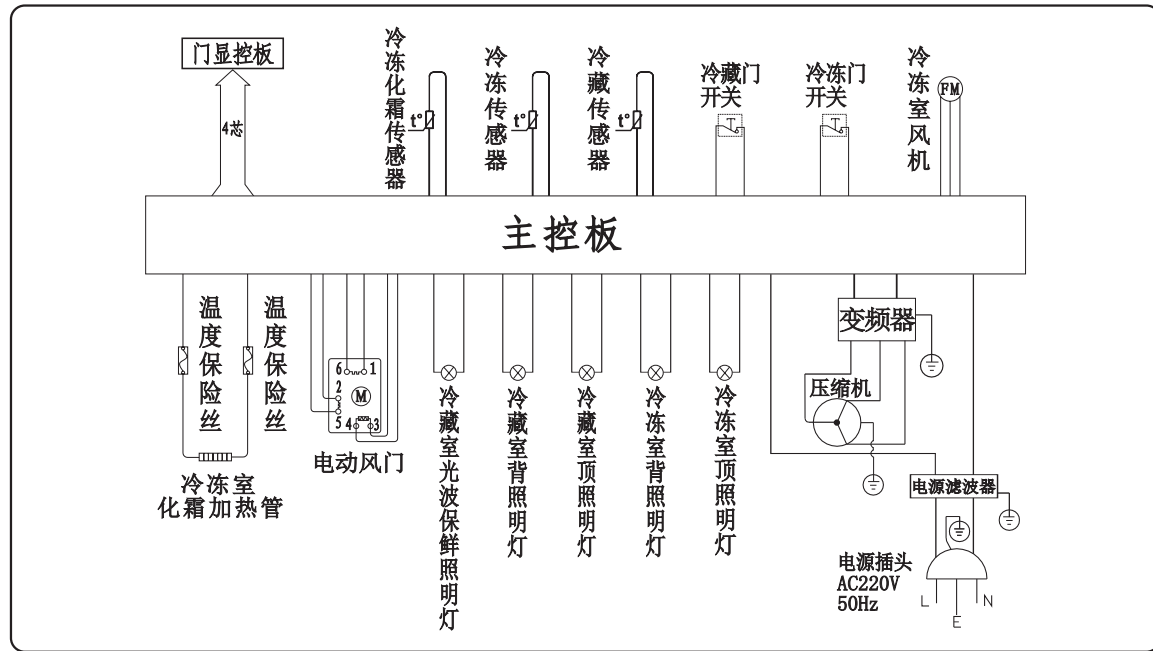 门显控板
4芯
冷冻化霜传感器
t°
冷冻传感器
t°
冷藏传感器
t°
冷藏门
开关
冷冻门
开关
冷冻室风机
FM
主控板
温度保险丝
温度保险丝
冷冻室
化霜加热管
6
1
2
M
5
4
3
电动风门
冷藏室光波保鲜照明灯
冷藏室背照明灯
冷藏室顶照明灯
冷冻室背照明灯
冷冻室顶照明灯
变频器
压缩机
电源滤波器
电源插头
AC220V
50Hz
L
E
N